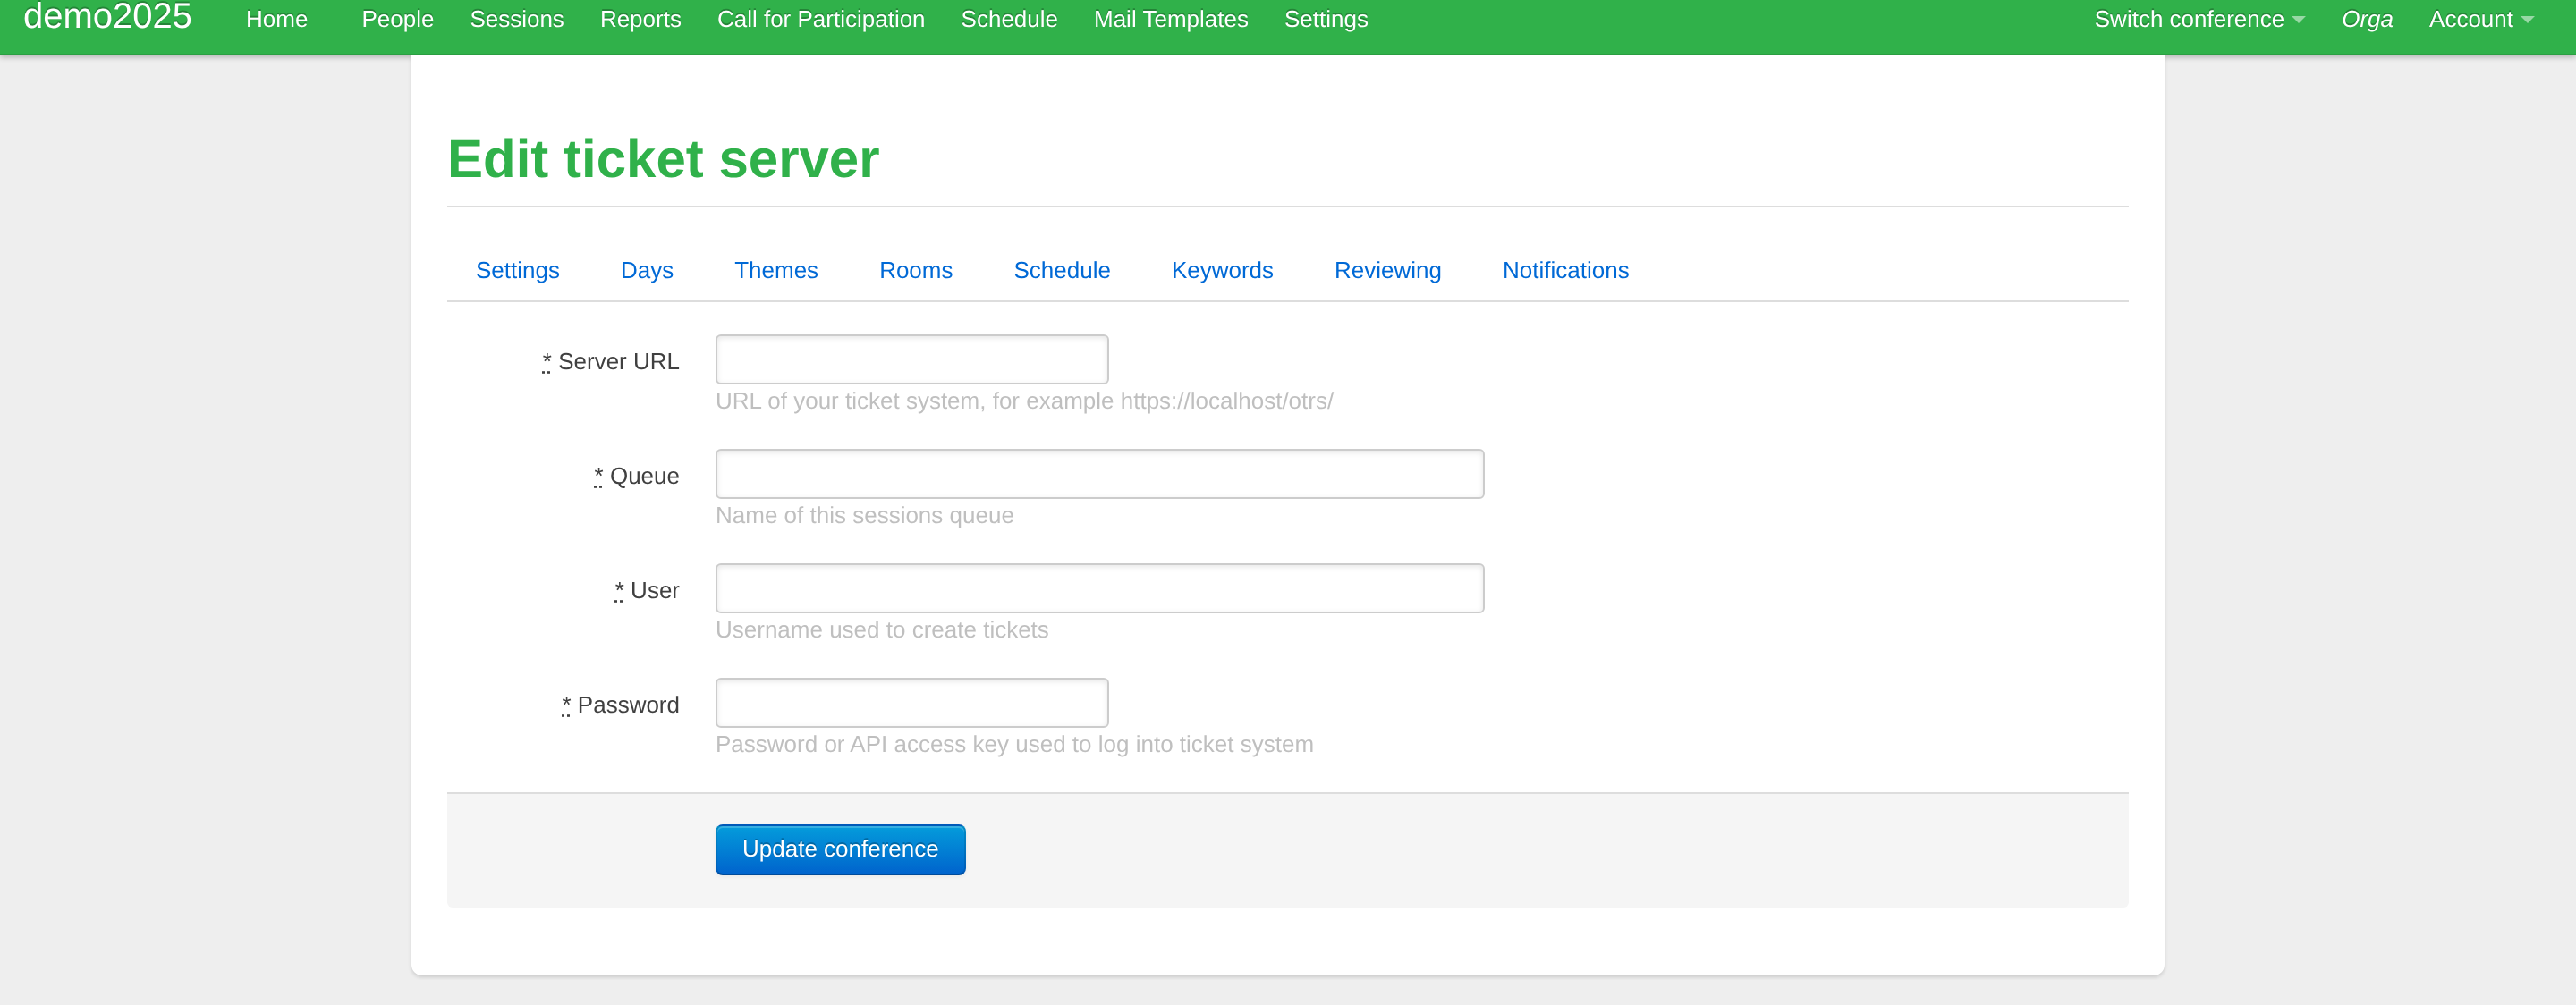 demo2025 Home People Sessions Reports Call for Participation Schedule Mail Templates Settings Switch conference Orga Account
Edit ticket server
Settings Days Themes Rooms Schedule Keywords Reviewing Notifications
* Server URL
URL of your ticket system, for example https://localhost/otrs/
* Queue
Name of this sessions queue
* User
Username used to create tickets
* Password
Password or API access key used to log into ticket system
Update conference